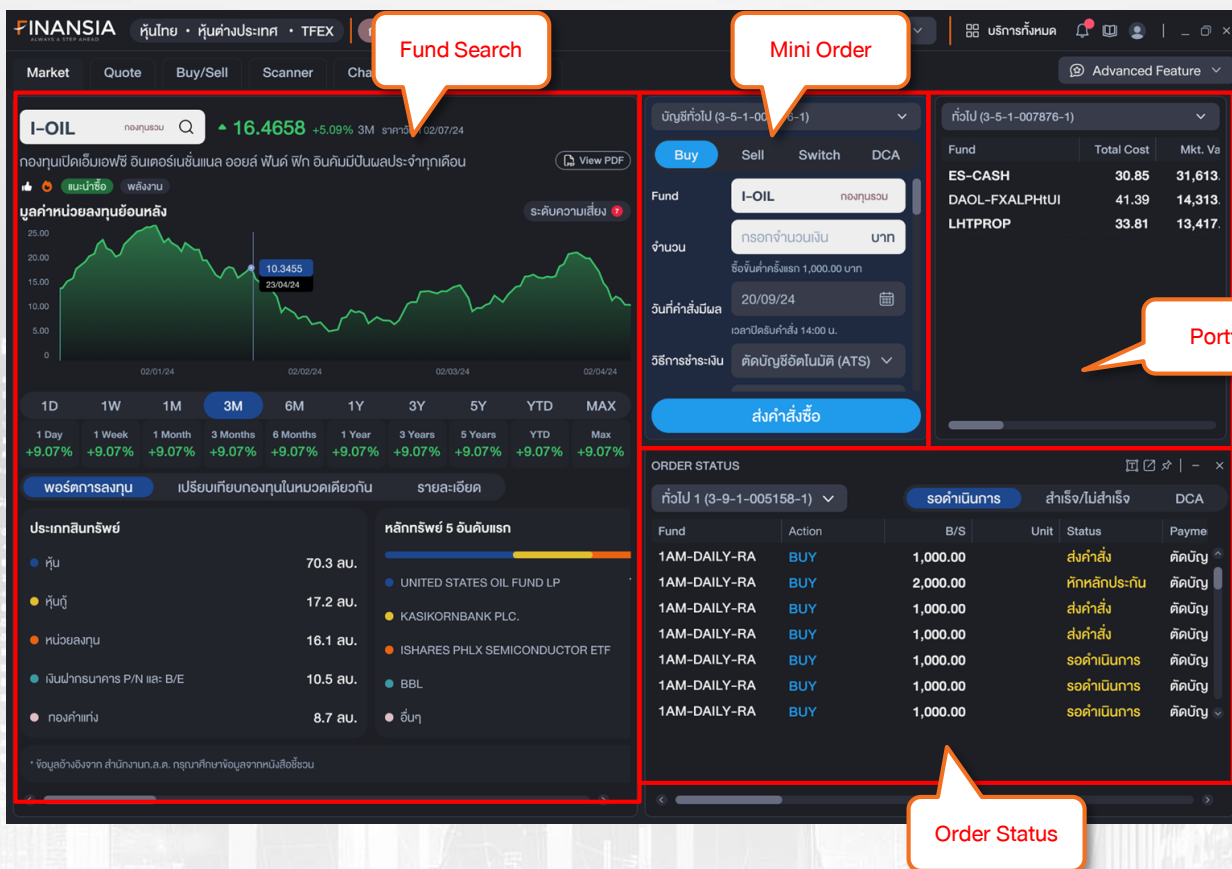 FINANSIA
ALWAYS A STEP AHEAD
หุ้นไทย • หุ้นต่างประเทศ • TFEX
บริการทั้งหมด
Fund Search
Mini Order
Market Quote Buy/Sell Scanner Cha
Advanced Feature
I-OIL กองทุนรวม
16.4658 +5.09% 3M 02/07/24
กองทุนเปิดเอ็มเอฟซี อินเตอร์เนชั่นแนล ออยล์ ฟันด์ ฟิก อินคัมมีปันผลประจำทุกเดือน
View PDF
แนะนำซื้อ พลังงาน
มูลค่าหน่วยลงทุนย้อนหลัง
ระดับความเสี่ยง ?
25.00
20.00
15.00
10.00
5.00
0
10.3455
23/04/24
02/01/24 02/02/24 02/03/24 02/04/24
1D 1W 1M 3M 6M 1Y 3Y 5Y YTD MAX
1 Day 1 Week 1 Month 3 Months 6 Months 1 Year 3 Years 5 Years YTD Max
+9.07% +9.07% +9.07% +9.07% +9.07% +9.07% +9.07% +9.07% +9.07% +9.07%
พอร์ตการลงทุน เปรียบเทียบกองทุนในหมวดเดียวกัน รายละเอียด
ประเภทสินทรัพย์
หุ้น 70.3 ลบ.
หุ้นกู้ 17.2 ลบ.
หน่วยลงทุน 16.1 ลบ.
เงินฝากธนาคาร P/N และ B/E 10.5 ลบ.
ทองคำแท่ง 8.7 ลบ.
หลักทรัพย์ 5 อันดับแรก
UNITED STATES OIL FUND LP
KASIKORNBANK PLC.
ISHARES PHLX SEMICONDUCTOR ETF
BBL
อื่นๆ
* ข้อมูลอ้างอิงจาก สำนักงานก.ล.ต. กรุณาศึกษาข้อมูลจากหนังสือชี้ชวน
บัญชีทั่วไป (3-5-1-00 6-1)
Buy Sell Switch DCA
Fund I-OIL กองทุนรวม
จำนวน กรอกจำนวนเงิน บาท
ซื้อขั้นต่ำครั้งแรก 1,000.00 บาท
วันที่คำสั่งมีผล 20/09/24
เวลาปิดรับคำสั่ง 14:00 น.
วิธีการชำระเงิน ตัดบัญชีอัตโนมัติ (ATS)
ส่งคำสั่งซื้อ
ทั่วไป (3-5-1-007876-1)
Fund Total Cost Mkt. Va
ES-CASH 30.85 31,613.
DAOL-FXALPHtUI 41.39 14,313.
LHTPROP 33.81 13,417.
Port
ORDER STATUS
ทั่วไป 1 (3-9-1-005158-1)
รอดำเนินการ สำเร็จ/ไม่สำเร็จ DCA
Fund Action B/S Unit Status Payme
1AM-DAILY-RA BUY 1,000.00 ส่งคำสั่ง ตัดบัญ
1AM-DAILY-RA BUY 2,000.00 หักหลักประกัน ตัดบัญ
1AM-DAILY-RA BUY 1,000.00 ส่งคำสั่ง ตัดบัญ
1AM-DAILY-RA BUY 1,000.00 ส่งคำสั่ง ตัดบัญ
1AM-DAILY-RA BUY 1,000.00 รอดำเนินการ ตัดบัญ
1AM-DAILY-RA BUY 1,000.00 รอดำเนินการ ตัดบัญ
1AM-DAILY-RA BUY 1,000.00 รอดำเนินการ ตัดบัญ
Order Status